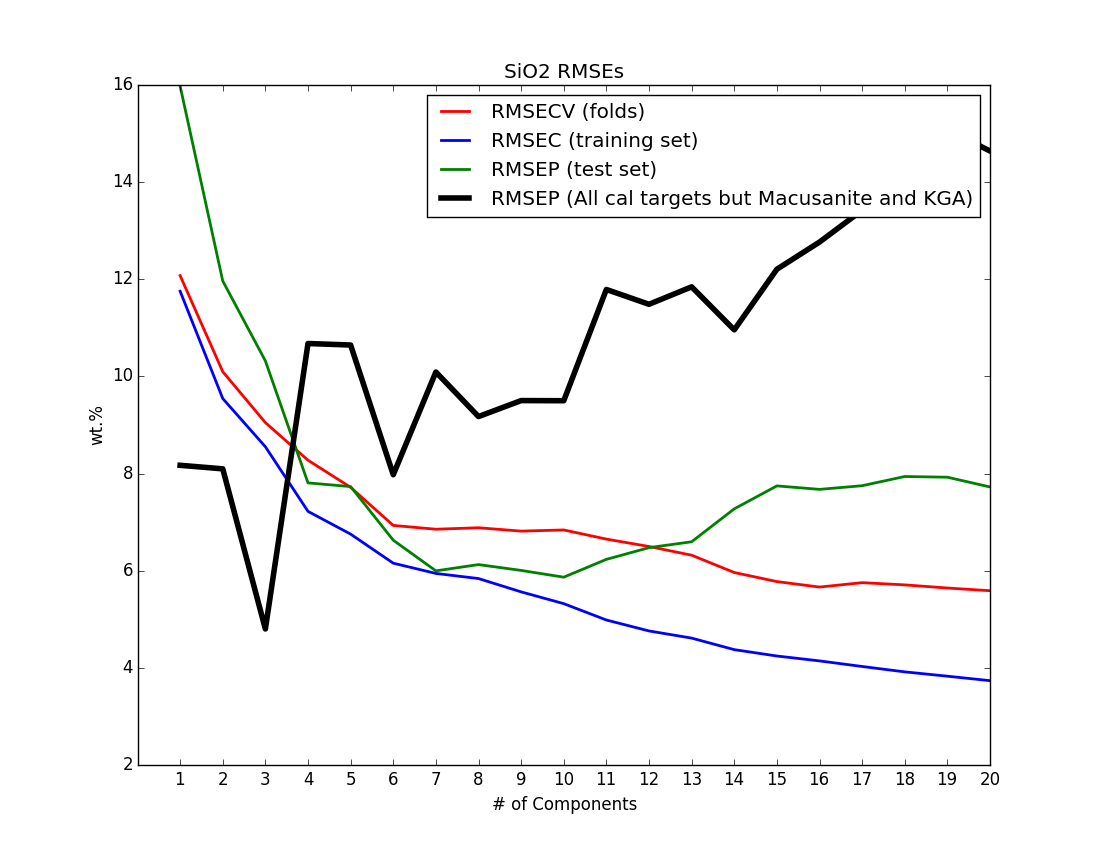 SiO2 RMSEs
16
14
12
10
8
6
4
2
wt.%
RMSECV (folds)
RMSEC (training set)
RMSEP (test set)
RMSEP (All cal targets but Macusanite and KGA)
1 2 3 4 5 6 7 8 9 10 11 12 13 14 15 16 17 18 19 20
# of Components